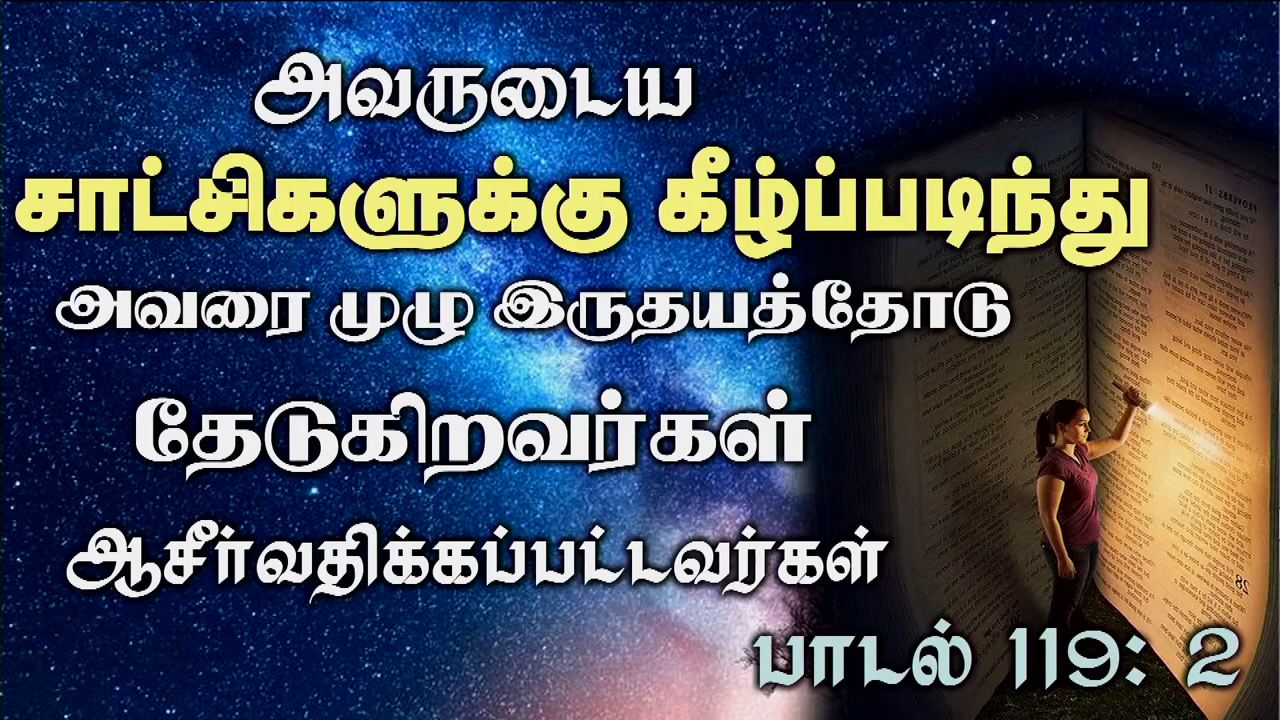 அவருடைய
சாட்சிகளுக்கு கீழ்ப்படிந்து
அவரை முழு இருதயத்தோடு
தேடுகிறவர்கள்
ஆசீர்வதிக்கப்பட்டவர்கள்
பாடல் 119: 2